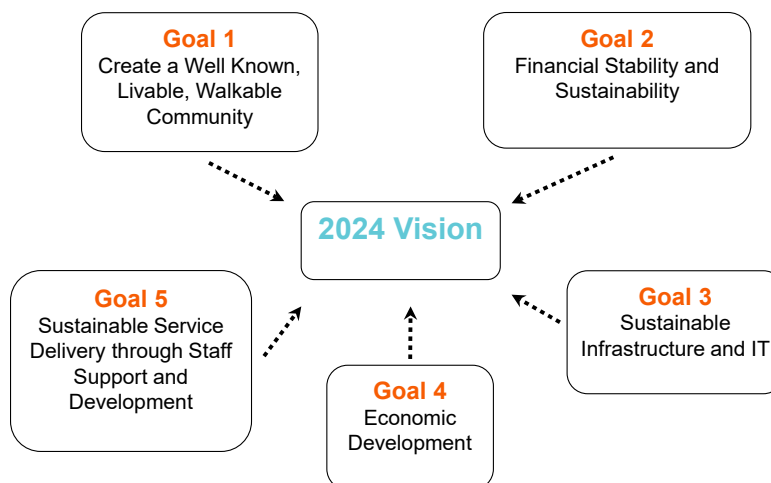 Goal 1
Create a Well Known,
Livable, Walkable
Community
Goal 2
Financial Stability and
Sustainability
2024 Vision
Goal 5
Sustainable Service
Delivery through Staff
Support and
Development
Goal 3
Sustainable
Infrastructure and IT
Goal 4
Economic
Development